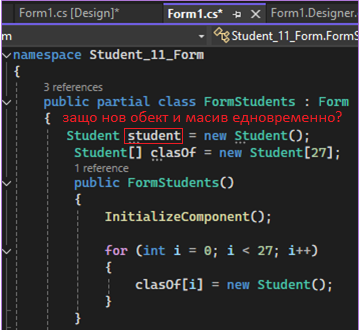 Form1.cs [Design]*
Form1.cs*
Form1.Designer.
m
Student_11_Form.FormS
namespace Student_11_Form
{
3 references
public partial class FormStudents : Form
{ защо нов обект и масив едновременно?
Student student = new Student();
Student[] clasOf = new Student[27];
1 reference
public FormStudents()
{
InitializeComponent();
for (int i = 0; i < 27; i++)
{
clasOf[i] = new Student();
}
}